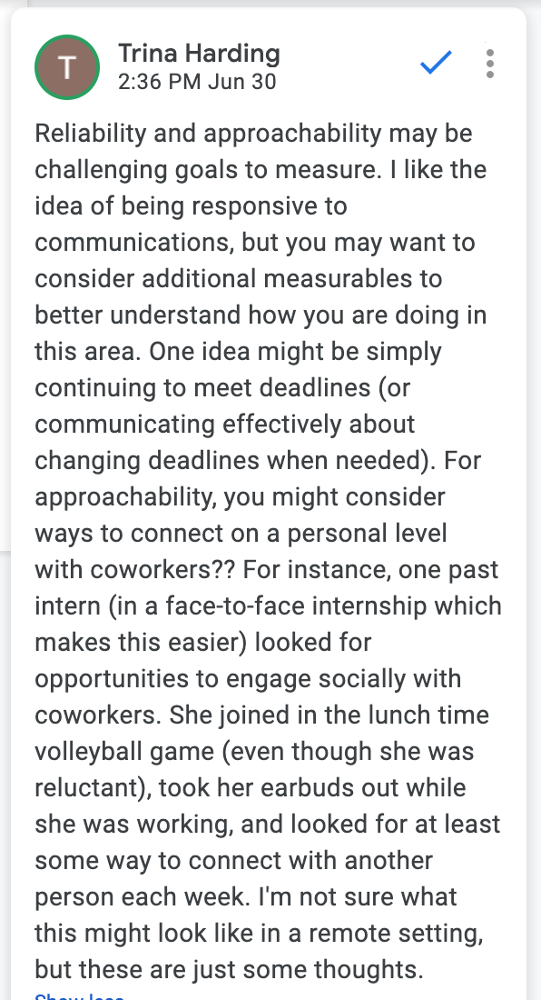 T
Trina Harding
2:36 PM Jun 30
Reliability and approachability may be
challenging goals to measure. I like the
idea of being responsive to
communications, but you may want to
consider additional measurables to
better understand how you are doing in
this area. One idea might be simply
continuing to meet deadlines (or
communicating effectively about
changing deadlines when needed). For
approachability, you might consider
ways to connect on a personal level
with coworkers?? For instance, one past
intern (in a face-to-face internship which
makes this easier) looked for
opportunities to engage socially with
coworkers. She joined in the lunch time
volleyball game (even though she was
reluctant), took her earbuds out while
she was working, and looked for at least
some way to connect with another
person each week. I'm not sure what
this might look like in a remote setting,
but these are just some thoughts.
Show less